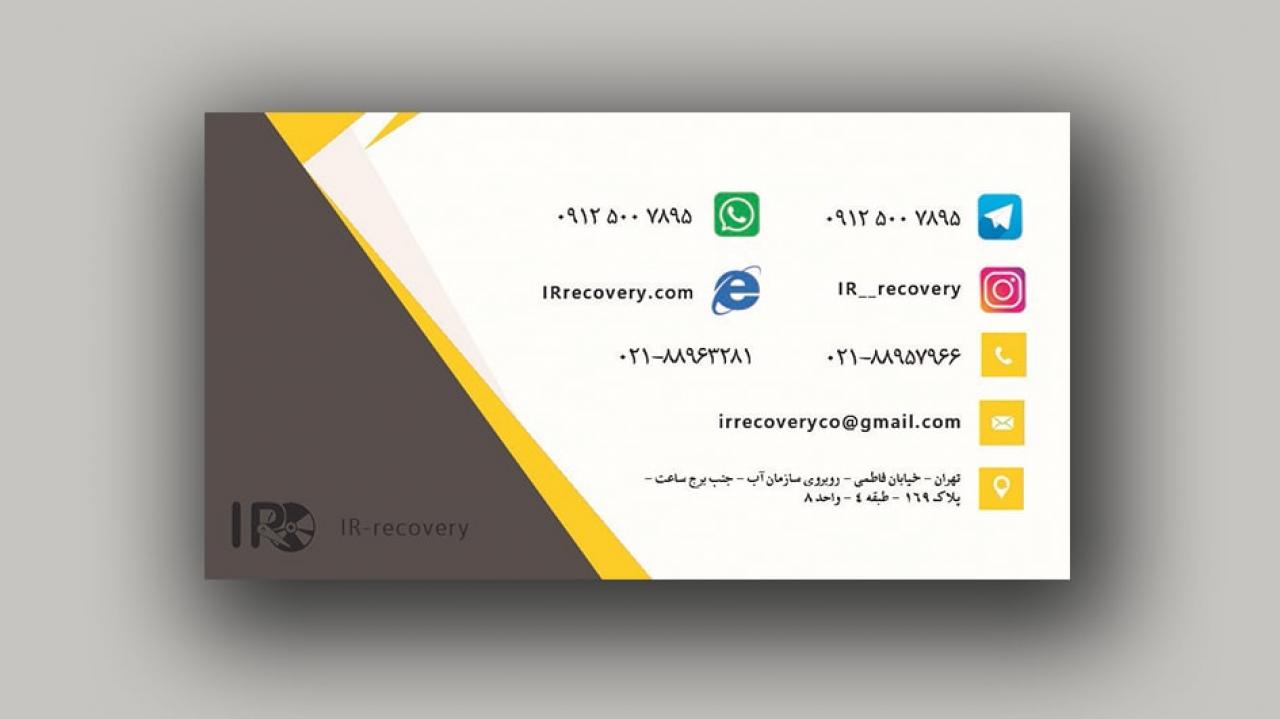 ۰۹۱۲ ۵۰۰ ۷۸۹۵
۰۹۱۲ ۵۰۰ ۷۸۹۵
IR__recovery
IRrecovery.com
۰۲۱-۸۸۹۵۷۹۶۶
۰۲۱-۸۸۹۶۳۲۸۱
irrecoveryco@gmail.com
تهران - خیابان فاطمی - روبروی سازمان آب - جنب برج ساعت -
پلاک ۱۶۹ - طبقه ٤ - واحد ۸
IR
IR-recovery